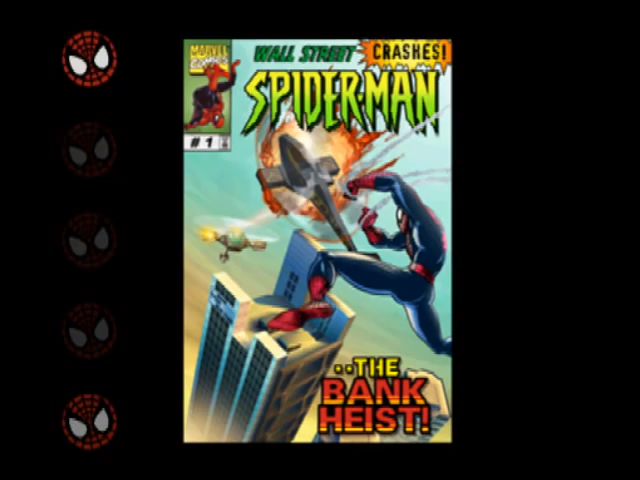 MARVEL
COMICS
WALL STREET
CRASHES!
SPIDER-MAN
#1
..THE
BANK
HEIST!